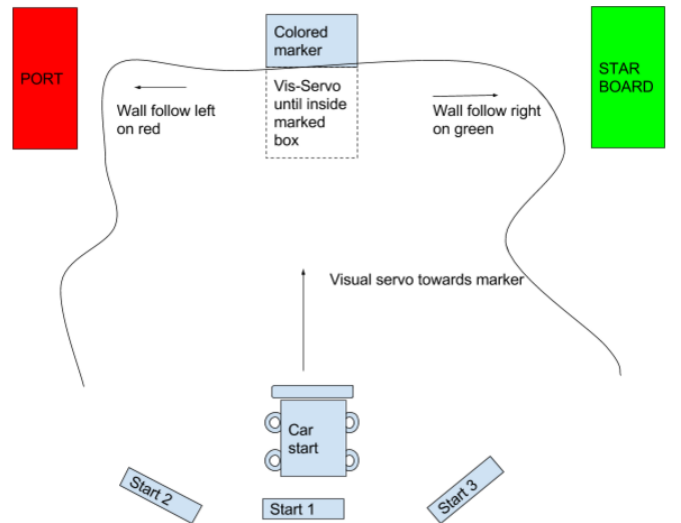 Colored
marker
PORT
STAR
BOARD
Vis-Servo
until inside
marked
box
Wall follow left
on red
Wall follow right
on green
Visual servo towards marker
Car
start
Start 2
Start 1
Start 3